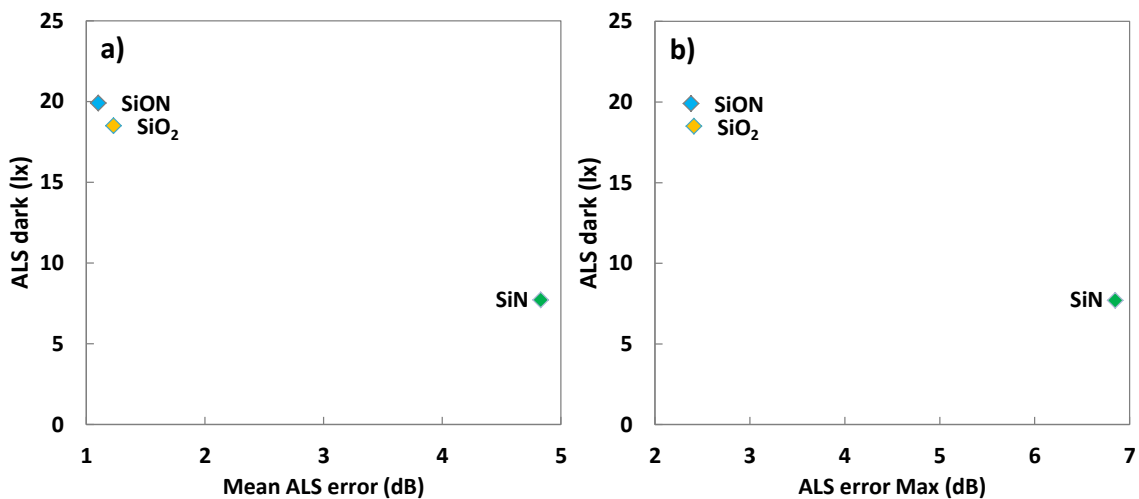 a)
25
20
15
10
5
0
ALS dark (lx)
SiON
SiO₂
SiN
1 2 3 4 5
Mean ALS error (dB)
b)
25
20
15
10
5
0
ALS dark (lx)
SiON
SiO₂
SiN
2 3 4 5 6 7
ALS error Max (dB)